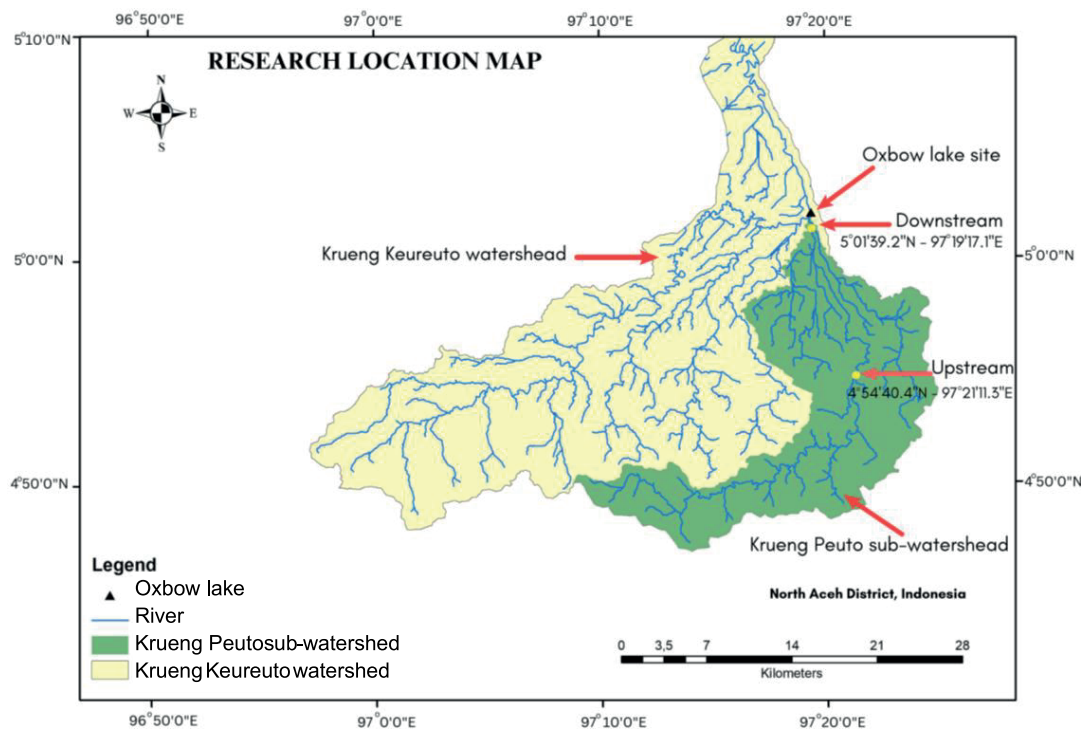 96°50'0"E 97°0'0"E 97°10'0"E 97°20'0"E
5°10'0"N
RESEARCH LOCATION MAP
N
W E
S
Oxbow lake site
Downstream
5°01'39.2"N – 97°19'17.1"E
Krueng Keureuto watershead
5°0'0"N
5°0'0"N
Upstream
4°54'40.4"N – 97°21'11.3"E
4°50'0"N
4°50'0"N
Krueng Peuto sub-watershead
Legend
Oxbow lake
River
Krueng Peutosub-watershed
Krueng Keureuto watershed
North Aceh District, Indonesia
0 3,5 7 14 21 28
Kilometers
96°50'0"E 97°0'0"E 97°10'0"E 97°20'0"E